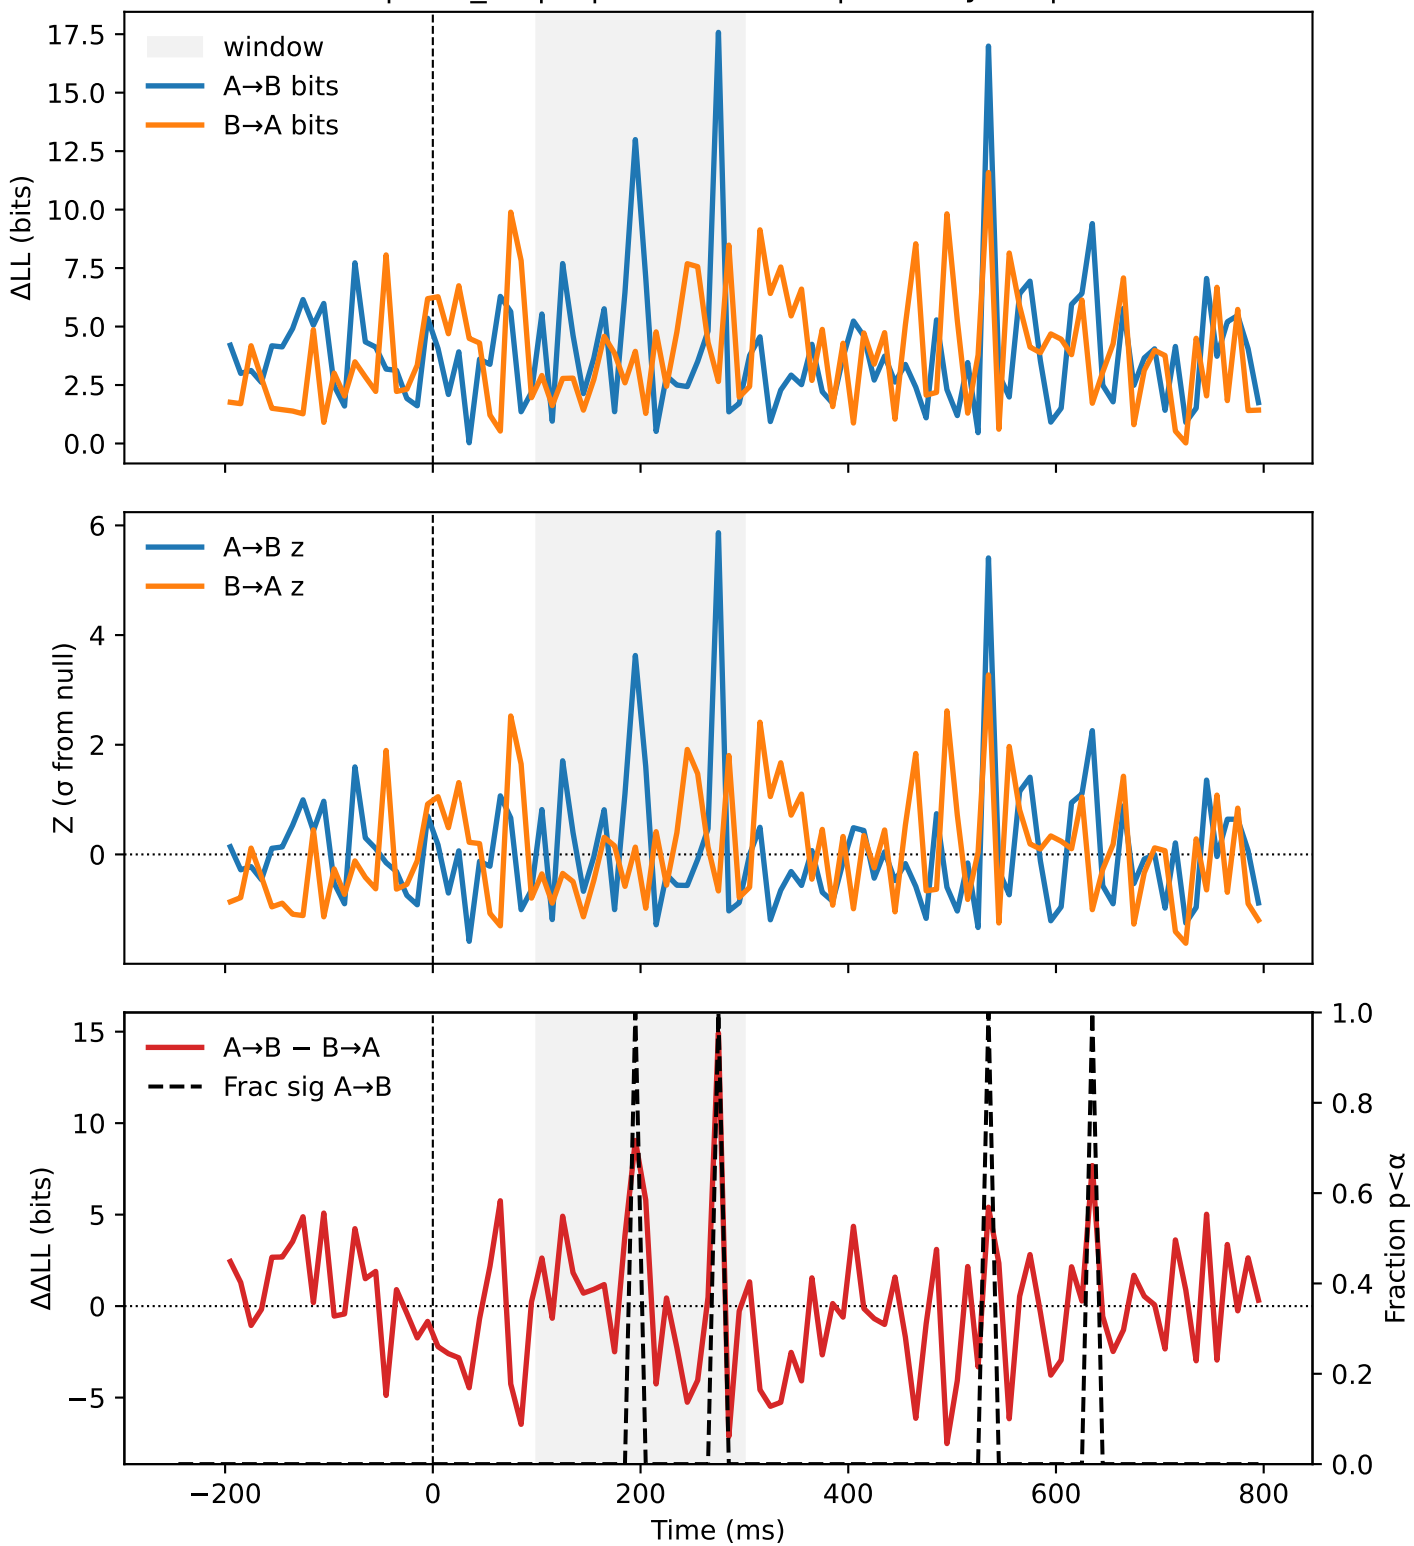 17.5
15.0
12.5
10.0
7.5
5.0
2.5
0.0
ΔLL (bits)
window
A→B bits
B→A bits
6
4
2
0
Z (σ from null)
A→B z
B→A z
15
10
5
0
−5
ΔΔLL (bits)
A→B − B→A
Frac sig A→B
1.0
0.8
0.6
0.4
0.2
0.0
Fraction p<α
−200
0
200
400
600
800
Time (ms)